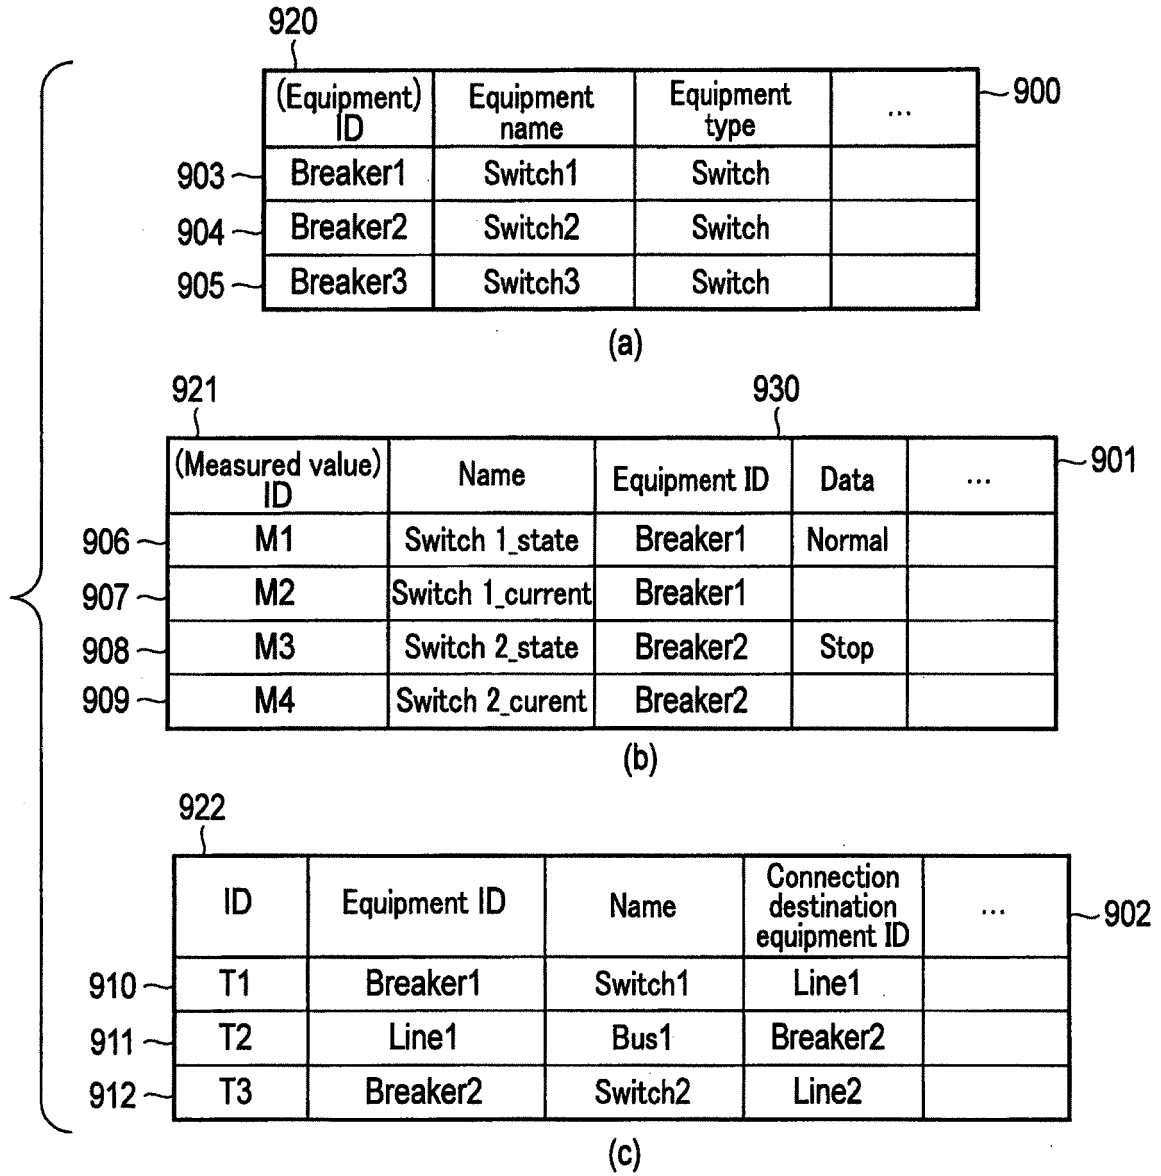 920
(Equipment) ID Equipment name Equipment type ... 900
903 Breaker1 Switch1 Switch
904 Breaker2 Switch2 Switch
905 Breaker3 Switch3 Switch
(a)
921 930
(Measured value) ID Name Equipment ID Data ... 901
906 M1 Switch 1_state Breaker1 Normal
907 M2 Switch 1_current Breaker1
908 M3 Switch 2_state Breaker2 Stop
909 M4 Switch 2_curent Breaker2
(b)
922
ID Equipment ID Name Connection destination equipment ID ... 902
910 T1 Breaker1 Switch1 Line1
911 T2 Line1 Bus1 Breaker2
912 T3 Breaker2 Switch2 Line2
(c)